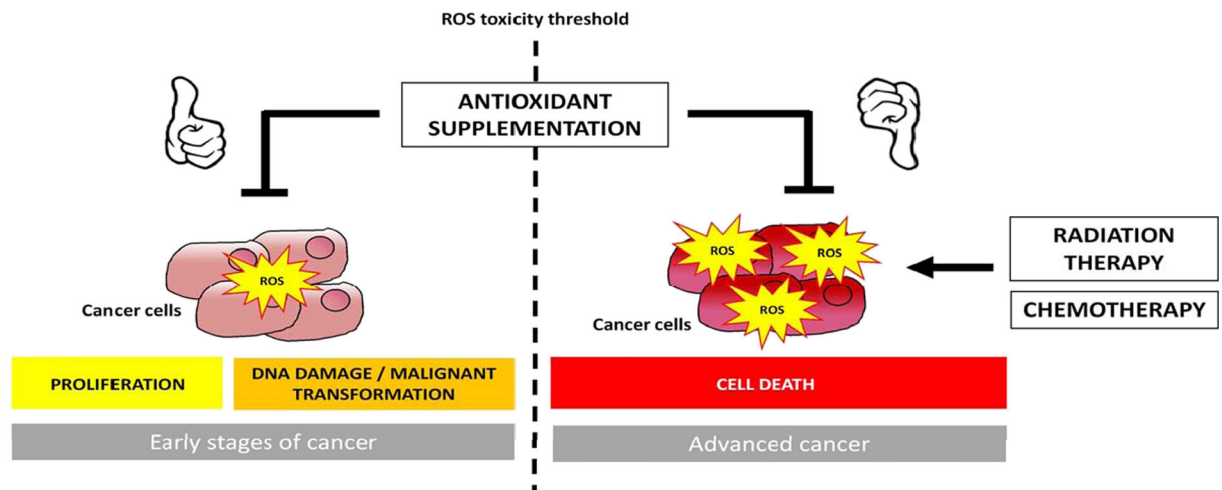 ROS toxicity threshold
ANTIOXIDANT
SUPPLEMENTATION
ROS
Cancer cells
ROS
ROS
ROS
Cancer cells
RADIATION
THERAPY
CHEMOTHERAPY
PROLIFERATION
DNA DAMAGE / MALIGNANT
TRANSFORMATION
CELL DEATH
Early stages of cancer
Advanced cancer